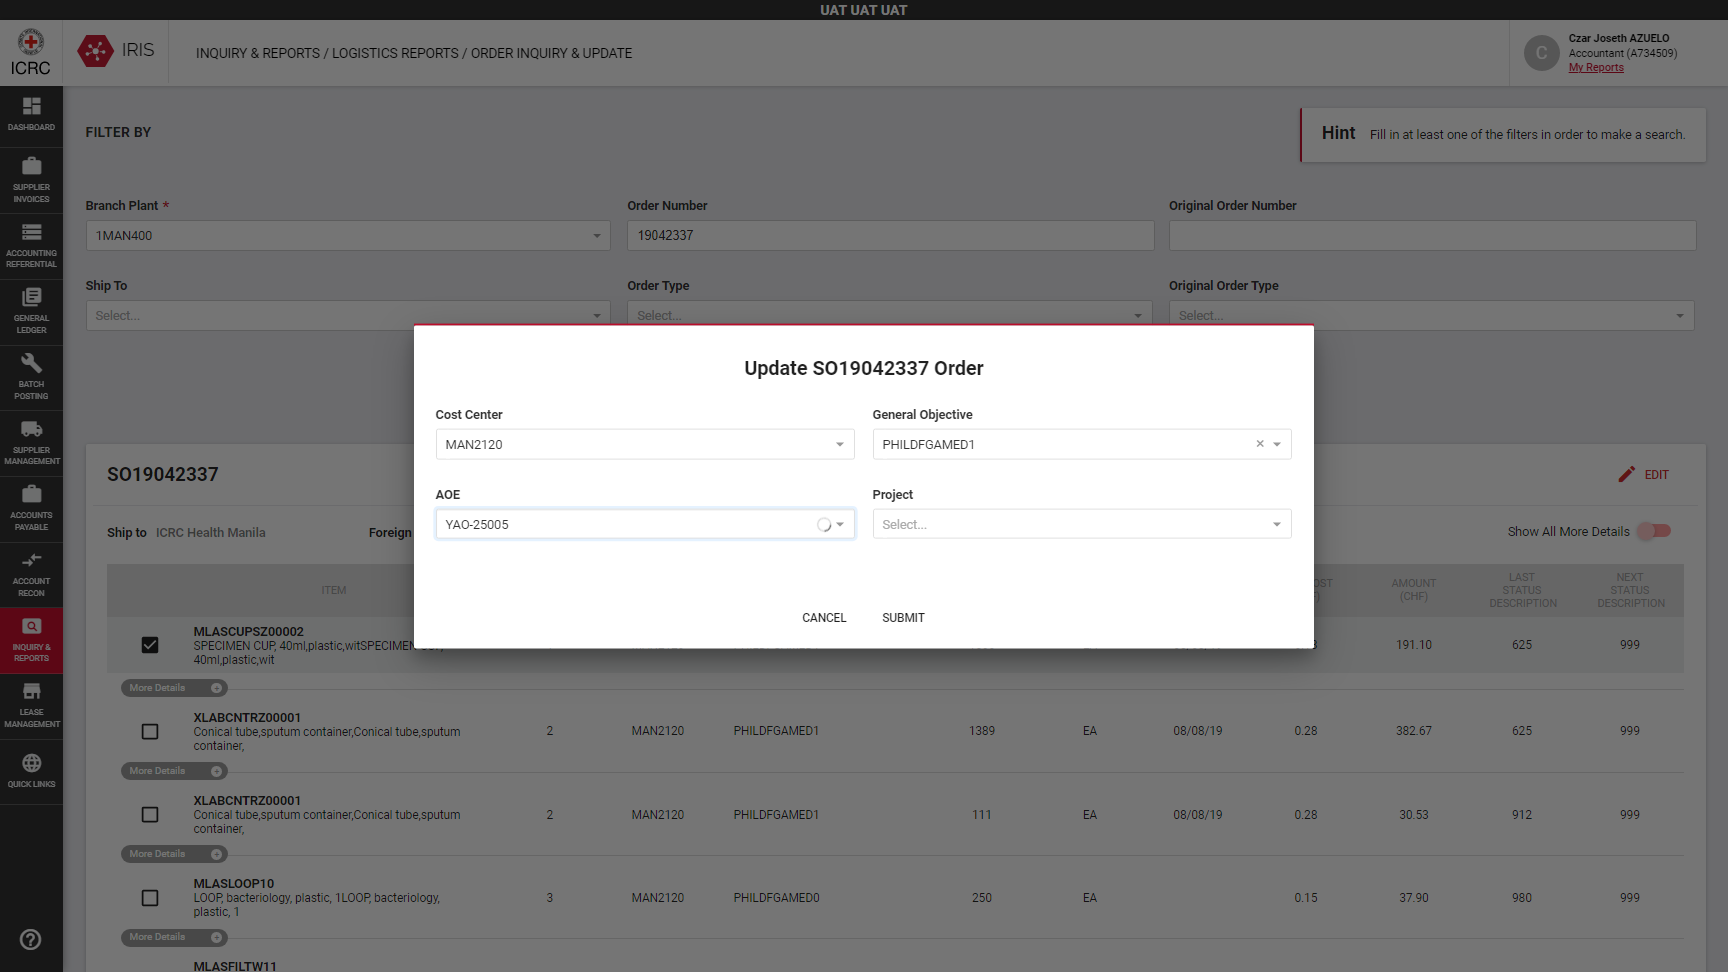 UAT UAT UAT
ICRC
IRIS
INQUIRY & REPORTS / LOGISTICS REPORTS / ORDER INQUIRY & UPDATE
C
Czar Joseth AZUELO
Accountant (A734509)
My Reports
DASHBOARD
SUPPLIER
INVOICES
ACCOUNTING
REFERENTIAL
GENERAL
LEDGER
BATCH
POSTING
SUPPLIER
MANAGEMENT
ACCOUNTS
PAYABLE
ACCOUNT
RECON
INQUIRY &
REPORTS
LEASE
MANAGEMENT
QUICK LINKS
FILTER BY
Hint Fill in at least one of the filters in order to make a search.
Branch Plant * Order Number Original Order Number
1MAN400 19042337
Ship To Order Type Original Order Type
Select... Select... Select...
Update SO19042337 Order
Cost Center General Objective
MAN2120 PHILDFGAMED1 ×
AOE Project
YAO-25005 Select...
CANCEL SUBMIT
SO19042337 EDIT
Ship to ICRC Health Manila Foreign Show All More Details
ITEM AMOUNT (CHF) LAST STATUS DESCRIPTION NEXT STATUS DESCRIPTION
MLASCUPSZ00002
SPECIMEN CUP, 40ml,plastic,witSPECIMEN
40ml,plastic,wit
191.10 625 999
More Details
XLABCNTRZ00001
Conical tube,sputum container,Conical tube,sputum
container,
2 MAN2120 PHILDFGAMED1 1389 EA 08/08/19 0.28 382.67 625 999
More Details
XLABCNTRZ00001
Conical tube,sputum container,Conical tube,sputum
container,
2 MAN2120 PHILDFGAMED1 111 EA 08/08/19 0.28 30.53 912 999
More Details
MLASLOOP10
LOOP, bacteriology, plastic, 1LOOP, bacteriology,
plastic, 1
3 MAN2120 PHILDFGAMED0 250 EA 0.15 37.90 980 999
More Details
MLASFILTW11